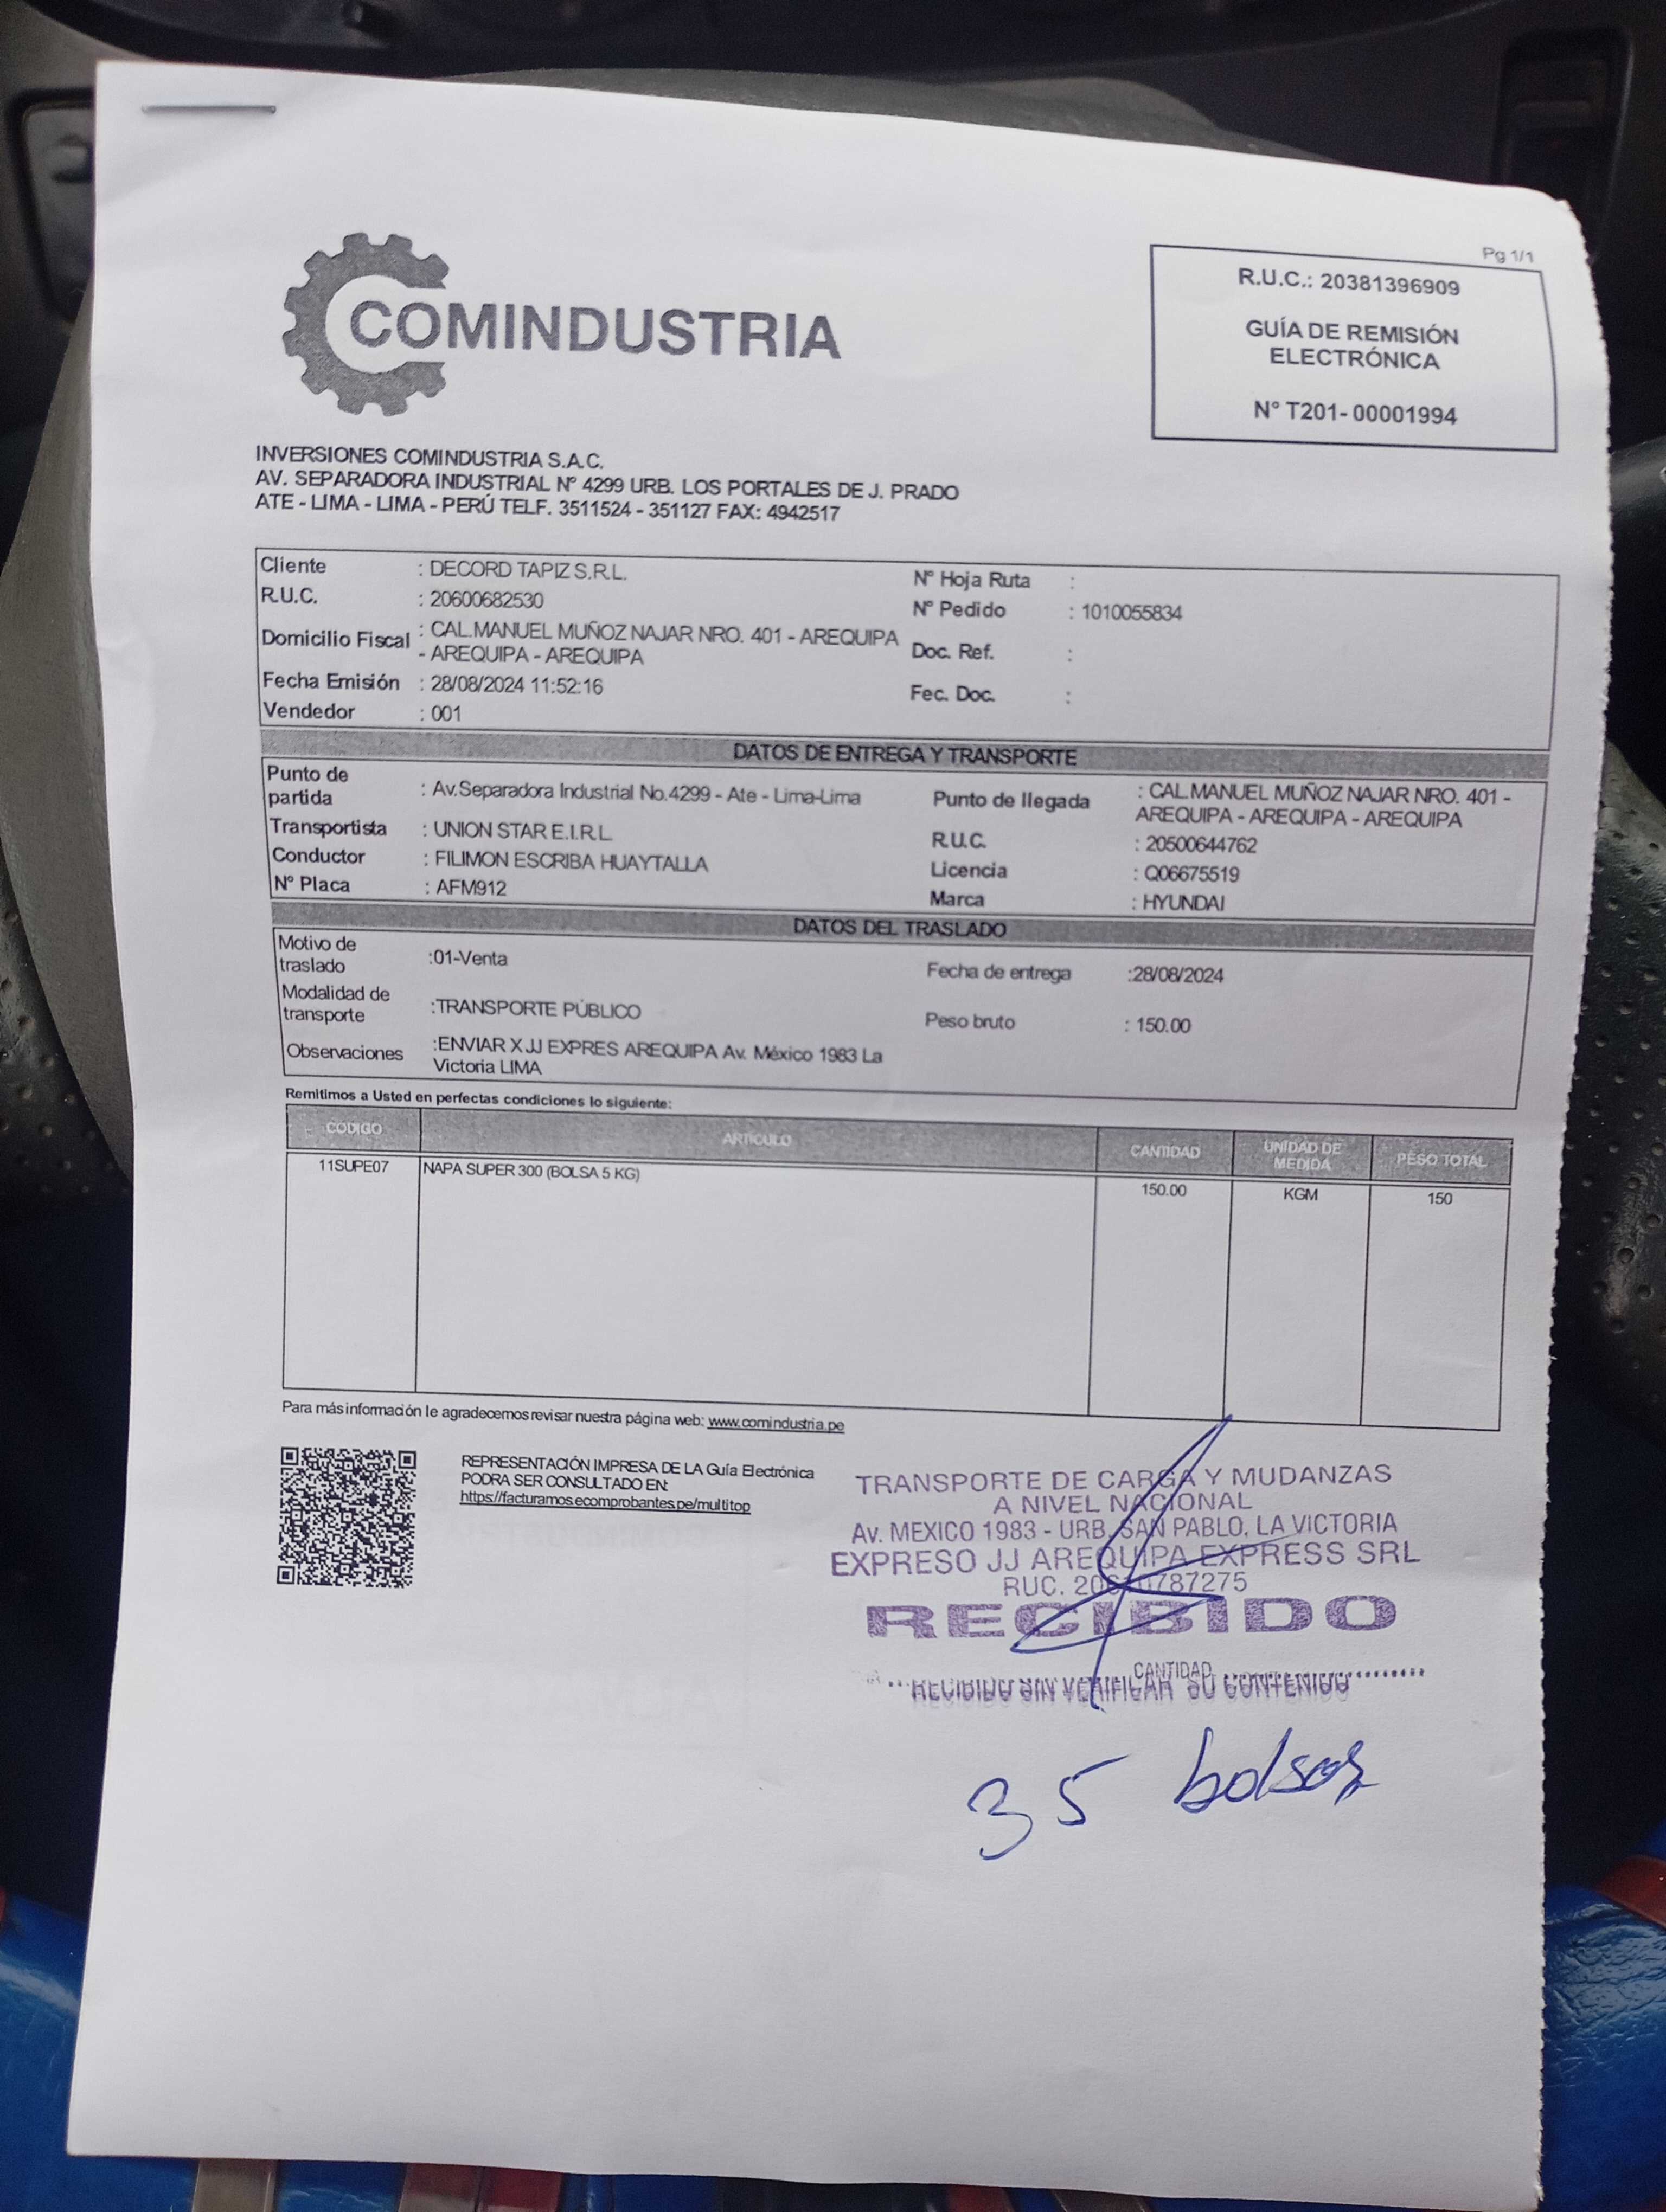 Pg 1/1
COMINDUSTRIA
R.U.C.: 20381396909
GUÍA DE REMISIÓN
ELECTRÓNICA
Nº T201- 00001994
INVERSIONES COMINDUSTRIA S.A.C.
AV. SEPARADORA INDUSTRIAL Nº 4299 URB. LOS PORTALES DE J. PRADO
ATE - LIMA - LIMA - PERÚ TELF. 3511524 - 351127 FAX: 4942517
Cliente : DECORD TAPIZ S.R.L.
R.U.C. : 20600682530
Domicilio Fiscal : CAL.MANUEL MUÑOZ NAJAR NRO. 401 - AREQUIPA
- AREQUIPA - AREQUIPA
Fecha Emisión : 28/08/2024 11:52:16
Vendedor : 001
Nº Hoja Ruta :
Nº Pedido : 1010055834
Doc. Ref. :
Fec. Doc. :
DATOS DE ENTREGA Y TRANSPORTE
Punto de
partida : Av.Separadora Industrial No.4299 - Ate - Lima-Lima
Transportista : UNION STAR E.I.R.L
Conductor : FILIMON ESCRIBA HUAYTALLA
Nº Placa : AFM912
Punto de llegada : CAL.MANUEL MUÑOZ NAJAR NRO. 401 -
AREQUIPA - AREQUIPA - AREQUIPA
R.U.C. : 20500644762
Licencia : Q06675519
Marca : HYUNDAI
DATOS DEL TRASLADO
Motivo de
traslado :01-Venta
Modalidad de
transporte :TRANSPORTE PÚBLICO
Observaciones :ENVIAR X JJ EXPRES AREQUIPA Av. México 1983 La
Victoria LIMA
Fecha de entrega :28/08/2024
Peso bruto : 150.00
Remitimos a Usted en perfectas condiciones lo siguiente:
CODIGO ARTICULO CANTIDAD UNIDAD DE MEDIDA PESO TOTAL
11SUPE07 NAPA SUPER 300 (BOLSA 5 KG) 150.00 KGM 150
Para más información le agradecemos revisar nuestra página web: www.comindustria.pe
REPRESENTACIÓN IMPRESA DE LA Guía Electrónica
PODRA SER CONSULTADO EN:
https://facturamos.ecomprobantes.pe/multitop
TRANSPORTE DE CARGA Y MUDANZAS
A NIVEL NACIONAL
Av. MEXICO 1983 - URB. SAN PABLO, LA VICTORIA
EXPRESO JJ AREQUIPA EXPRESS SRL
RUC.
RECIBIDO
CANTIDAD
RECIBIDO SIN VERIFICAR SU CONTENIDO
35 bolsas